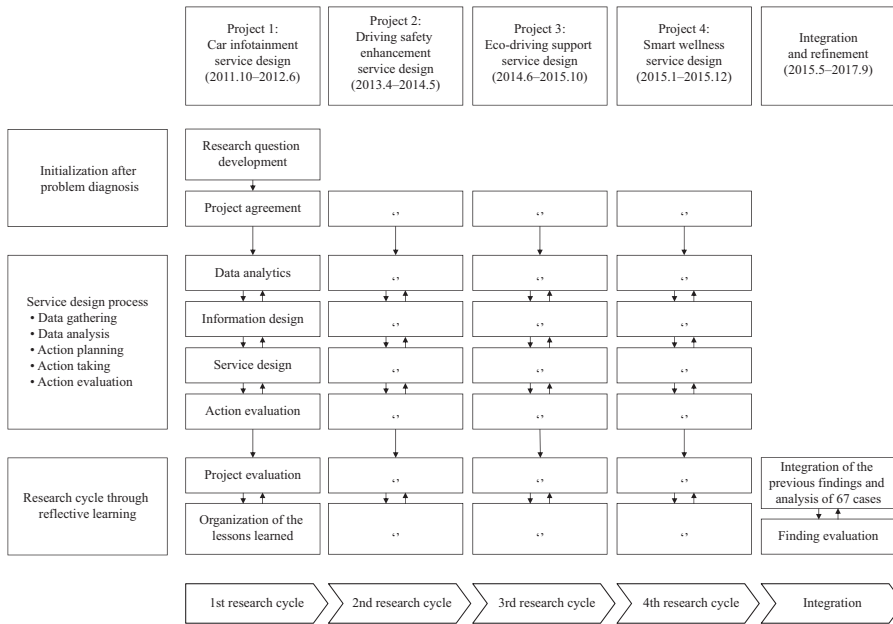 Project 1:
Car infotainment
service design
(2011.10–2012.6)
Project 2:
Driving safety
enhancement
service design
(2013.4–2014.5)
Project 3:
Eco-driving support
service design
(2014.6–2015.10)
Project 4:
Smart wellness
service design
(2015.1–2015.12)
Integration
and refinement
(2015.5–2017.9)
Initialization after
problem diagnosis
Research question
development
Project agreement
‘’
‘’
‘’
Service design process
• Data gathering
• Data analysis
• Action planning
• Action taking
• Action evaluation
Data analytics
‘’
‘’
‘’
Information design
‘’
‘’
‘’
Service design
‘’
‘’
‘’
Action evaluation
‘’
‘’
‘’
Research cycle through
reflective learning
Project evaluation
‘’
‘’
‘’
Integration of the
previous findings and
analysis of 67 cases
Organization of the
lessons learned
‘’
‘’
‘’
Finding evaluation
1st research cycle
2nd research cycle
3rd research cycle
4th research cycle
Integration